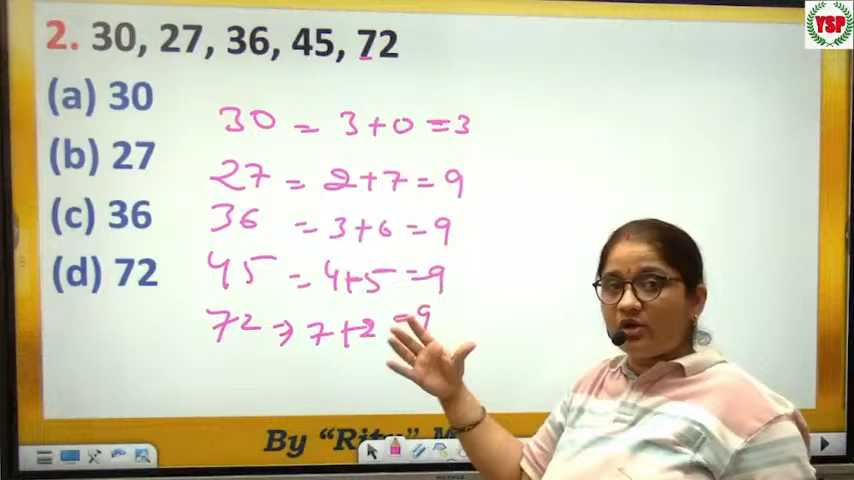 YSP
2. 30, 27, 36, 45, 72
(a) 30
(b) 27
(c) 36
(d) 72
30 = 3+0 = 3
27 = 2+7 = 9
36 = 3+6 = 9
45 = 4+5 = 9
72 → 7+2 = 9
By